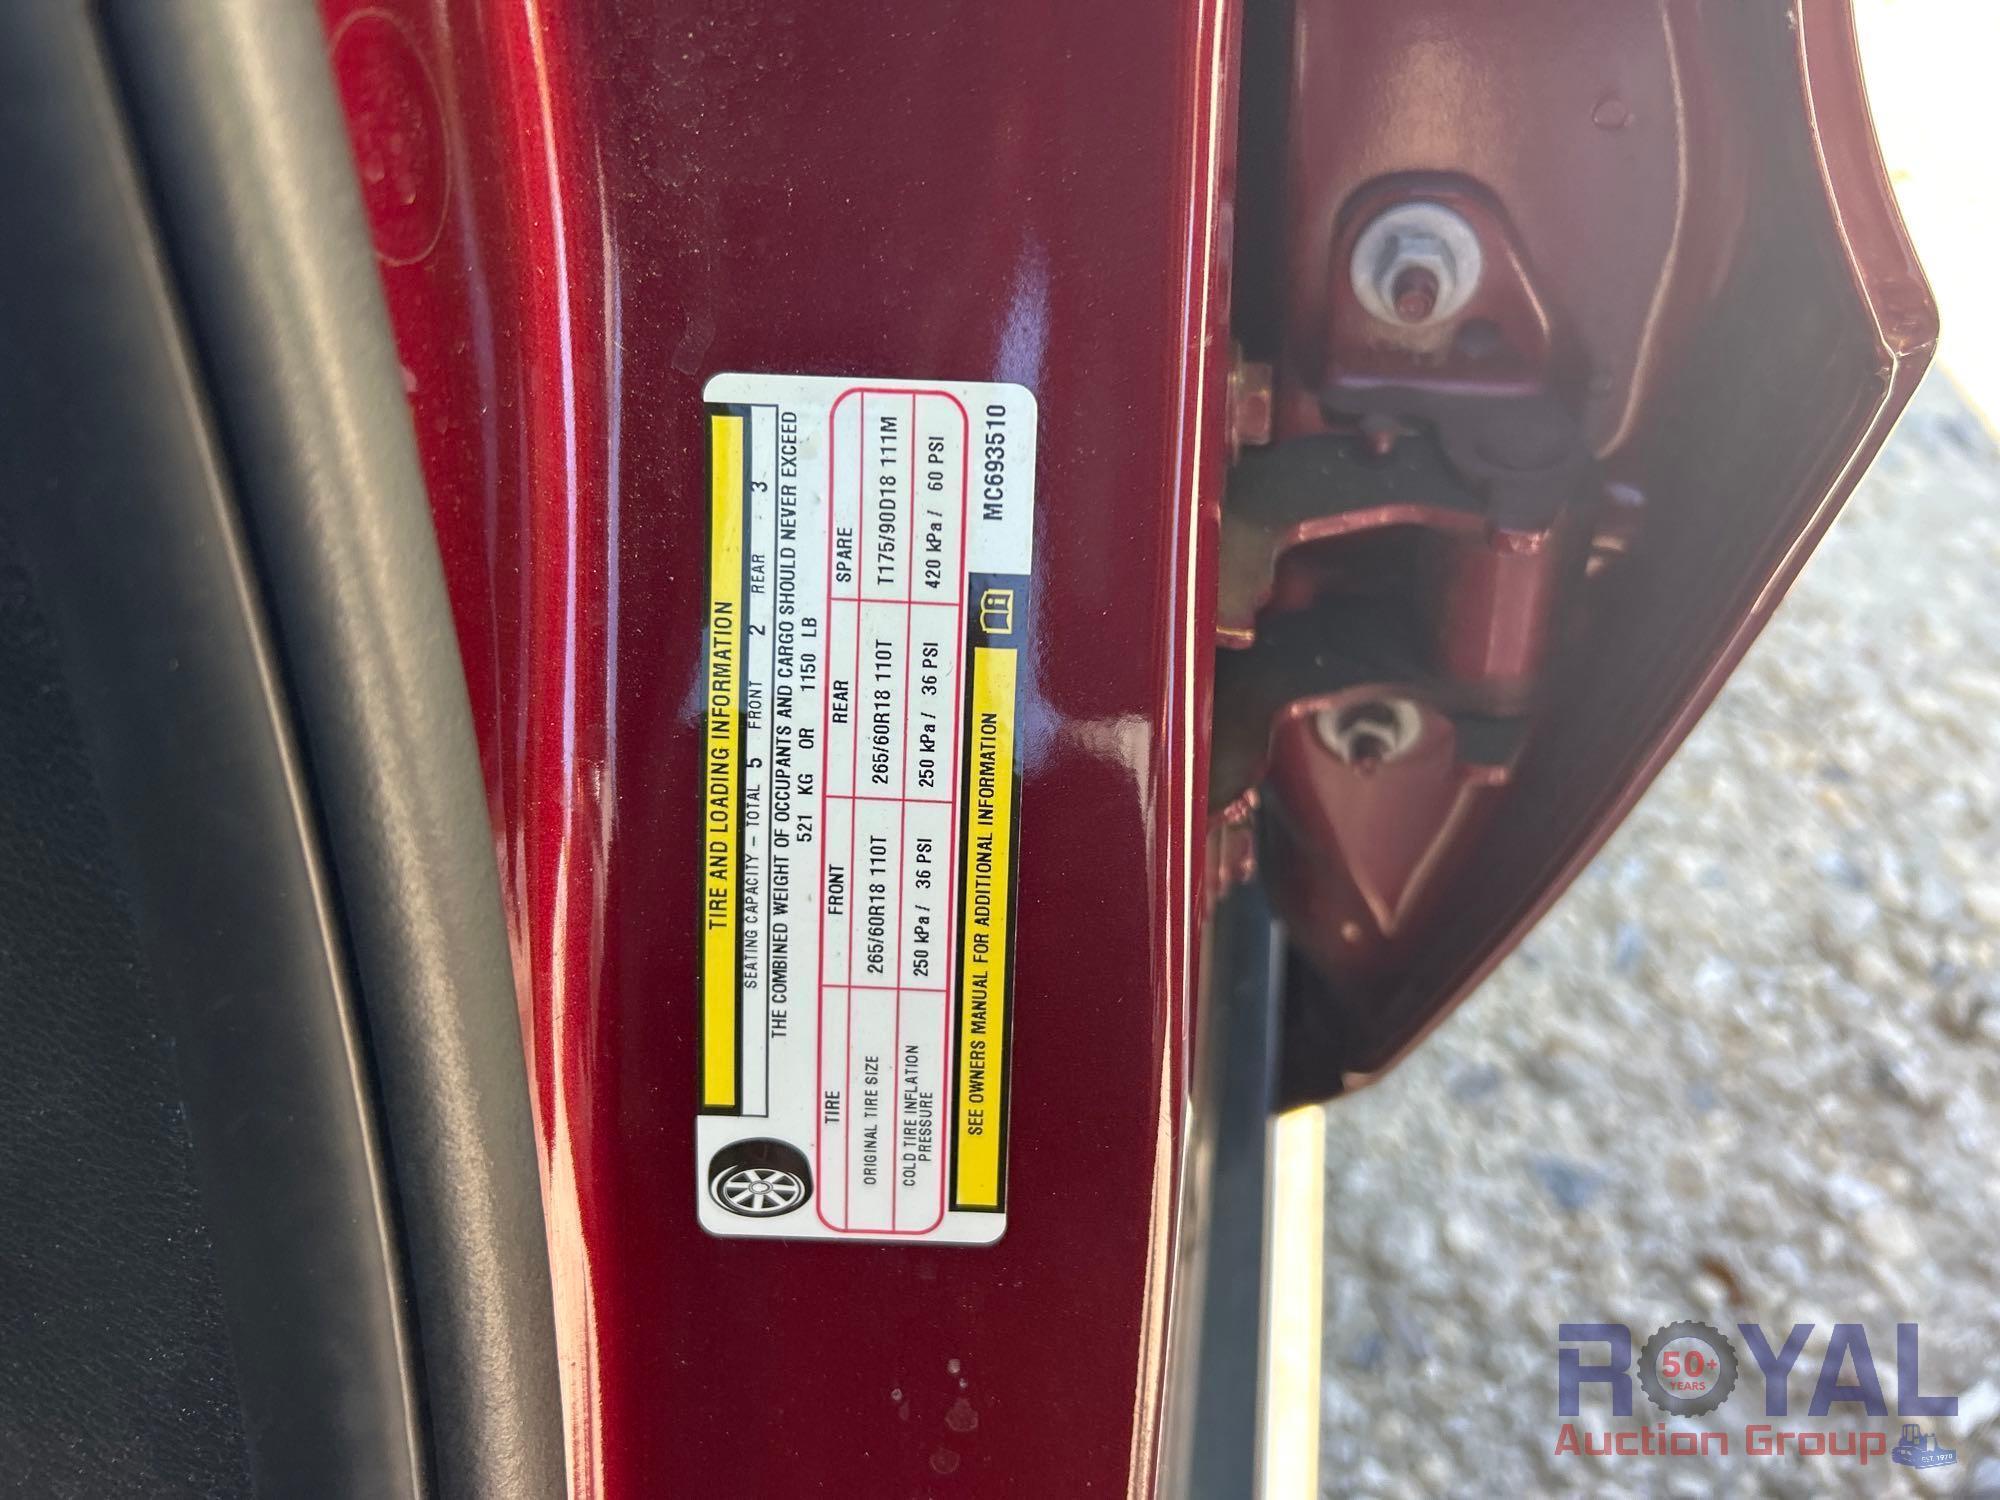 TIRE AND LOADING INFORMATION
SEATING CAPACITY – TOTAL 5 FRONT 2 REAR 3
THE COMBINED WEIGHT OF OCCUPANTS AND CARGO SHOULD NEVER EXCEED
521 KG OR 1150 LB
TIRE FRONT REAR SPARE
ORIGINAL TIRE SIZE 265/60R18 110T 265/60R18 110T T175/90D18 111M
COLD TIRE INFLATION
PRESSURE 250 kPa / 36 PSI 250 kPa / 36 PSI 420 kPa / 60 PSI
SEE OWNERS MANUAL FOR ADDITIONAL INFORMATION
MC693510
ROYAL
50+
YEARS
Auction Group
EST. 1970